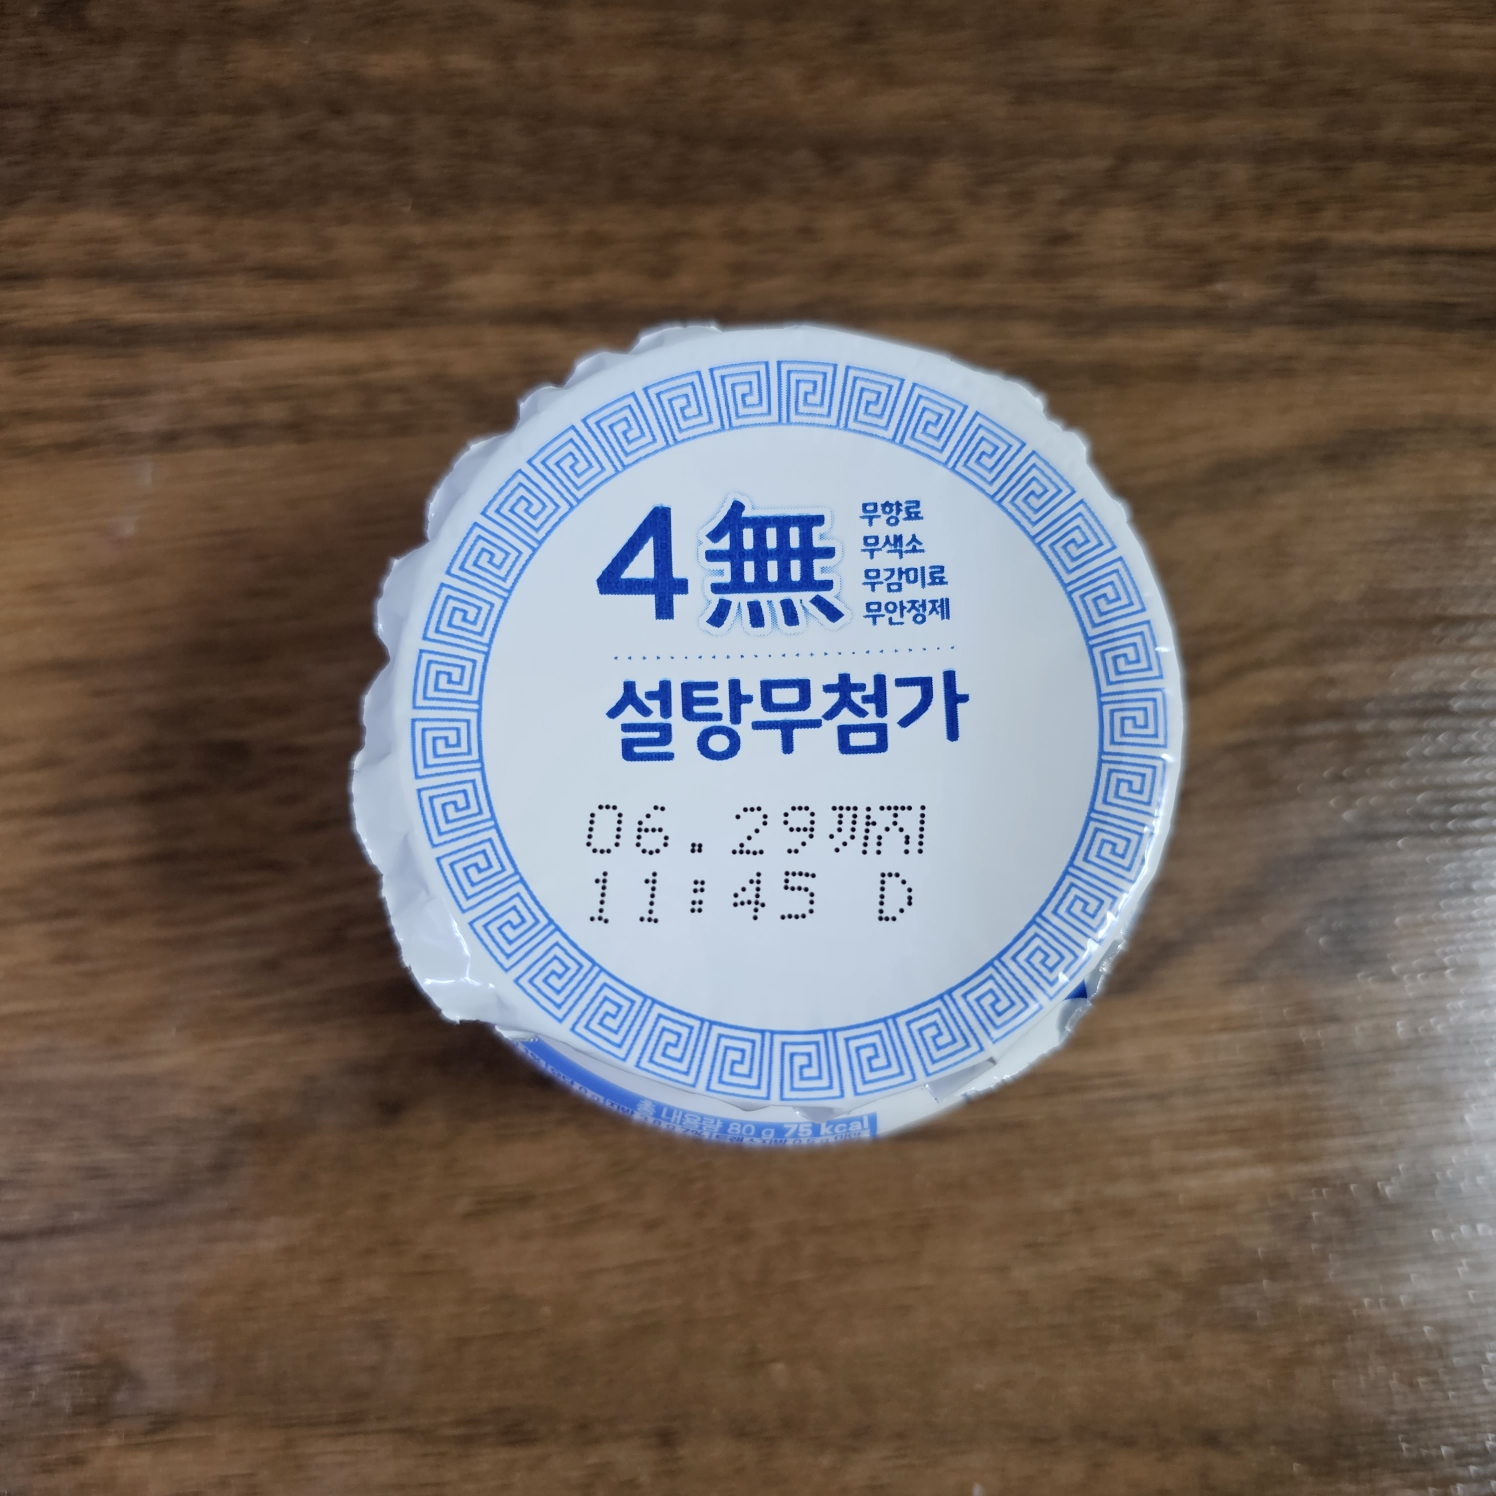 4無
무향료
무색소
무감미료
무안정제
설탕무첨가
06.29까지
11:45 D
총 내용량 80 g 75 kcal